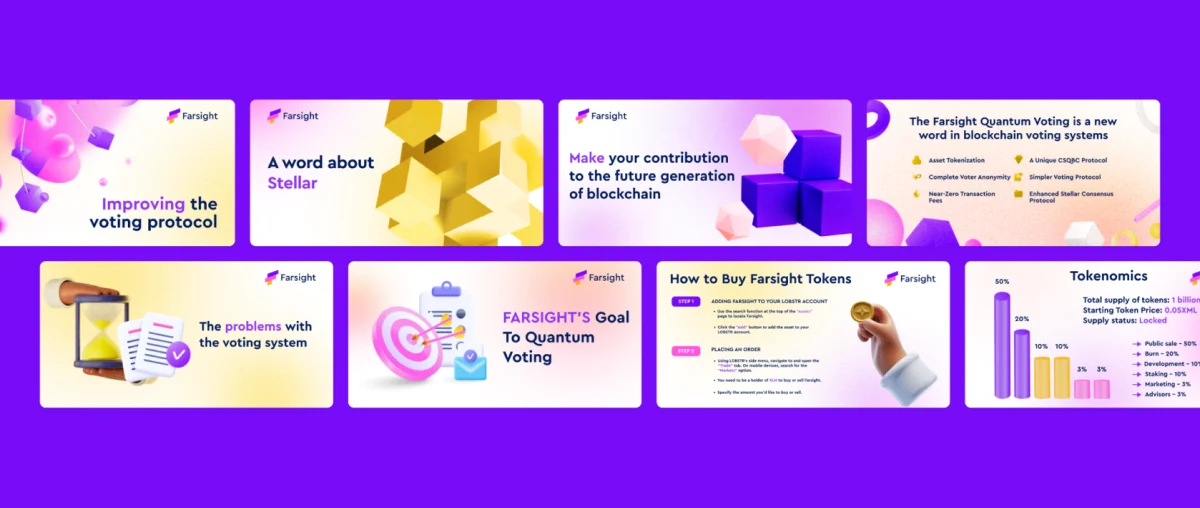 Farsight
Improving the
voting protocol
Farsight
A word about
Stellar
Farsight
Make your contribution
to the future generation
of blockchain
The Farsight Quantum Voting is a new
word in blockchain voting systems
Asset Tokenization
A Unique CSQBC Protocol
Complete Voter Anonymity
Simpler Voting Protocol
Near-Zero Transaction
Fees
Enhanced Stellar Consensus
Protocol
Farsight
The problems with
the voting system
Farsight
FARSIGHT'S Goal
To Quantum
Voting
How to Buy Farsight Tokens
Farsight
STEP 1
ADDING FARSIGHT TO YOUR LOBSTR ACCOUNT
Use the search function at the top of the "Assets"
page to locate Farsight.
Click the "add" button to add the asset to your
LOBSTR account.
STEP 2
PLACING AN ORDER
Using LOBSTR's side menu, navigate to and open the
"Trade" tab. On mobile devices, search for the
"Markets" option.
You need to be a holder of XLM to buy or sell Farsight.
Specify the amount you'd like to buy or sell.
Tokenomics
50%
20%
10%
10%
3%
3%
Total supply of tokens: 1 billion
Starting Token Price: 0.05XML
Supply status: Locked
Public sale - 50%
Burn - 20%
Development - 10%
Staking - 10%
Marketing - 3%
Advisors - 3%